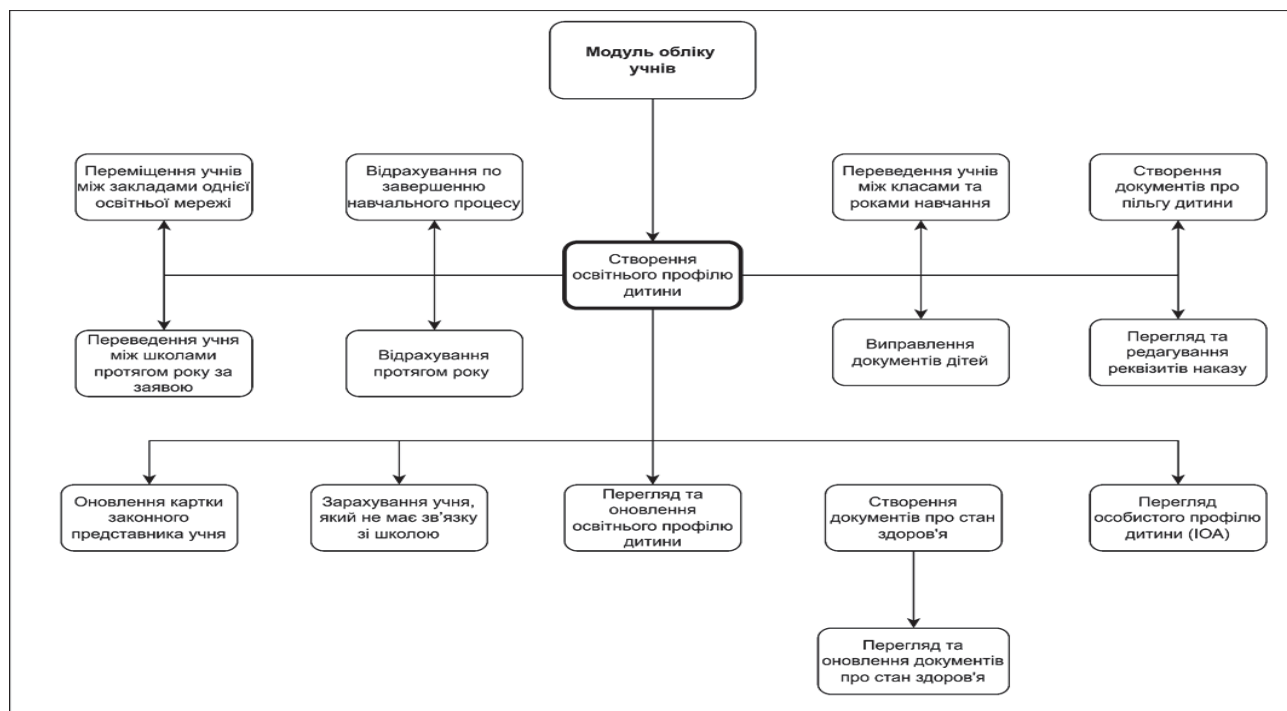 Модуль обліку
учнів
Переміщення учнів
між закладами однієї
освітньої мережі
Відрахування по
завершенню
навчального процесу
Переведення учнів
між класами та
роками навчання
Створення
документів про
пільгу дитини
Створення
освітнього профілю
дитини
Переведення учня
між школами
протягом року за
заявою
Відрахування
протягом року
Виправлення
документів дітей
Перегляд та
редагування
реквізитів наказу
Оновлення картки
законного
представника учня
Зарахування учня,
який не має зв'язку
зі школою
Перегляд та
оновлення
освітнього профілю
дитини
Створення
документів про стан
здоров'я
Перегляд
особистого профілю
дитини (ІОА)
Перегляд та
оновлення документів
про стан здоров'я